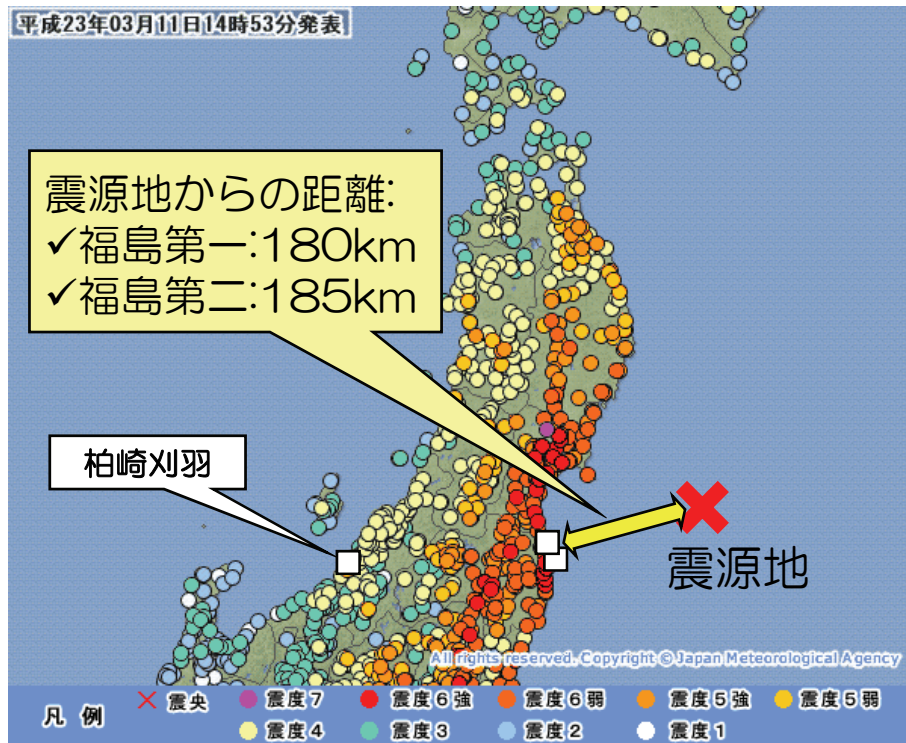 平成23年03月11日14時53分発表
震源地からの距離:
✓福島第一:180km
✓福島第二:185km
柏崎刈羽
震源地
All rights reserved. Copyright © Japan Meteorological Agency
凡 例
震央 震度7 震度6強 震度6弱 震度5強 震度5弱
震度4 震度3 震度2 震度1